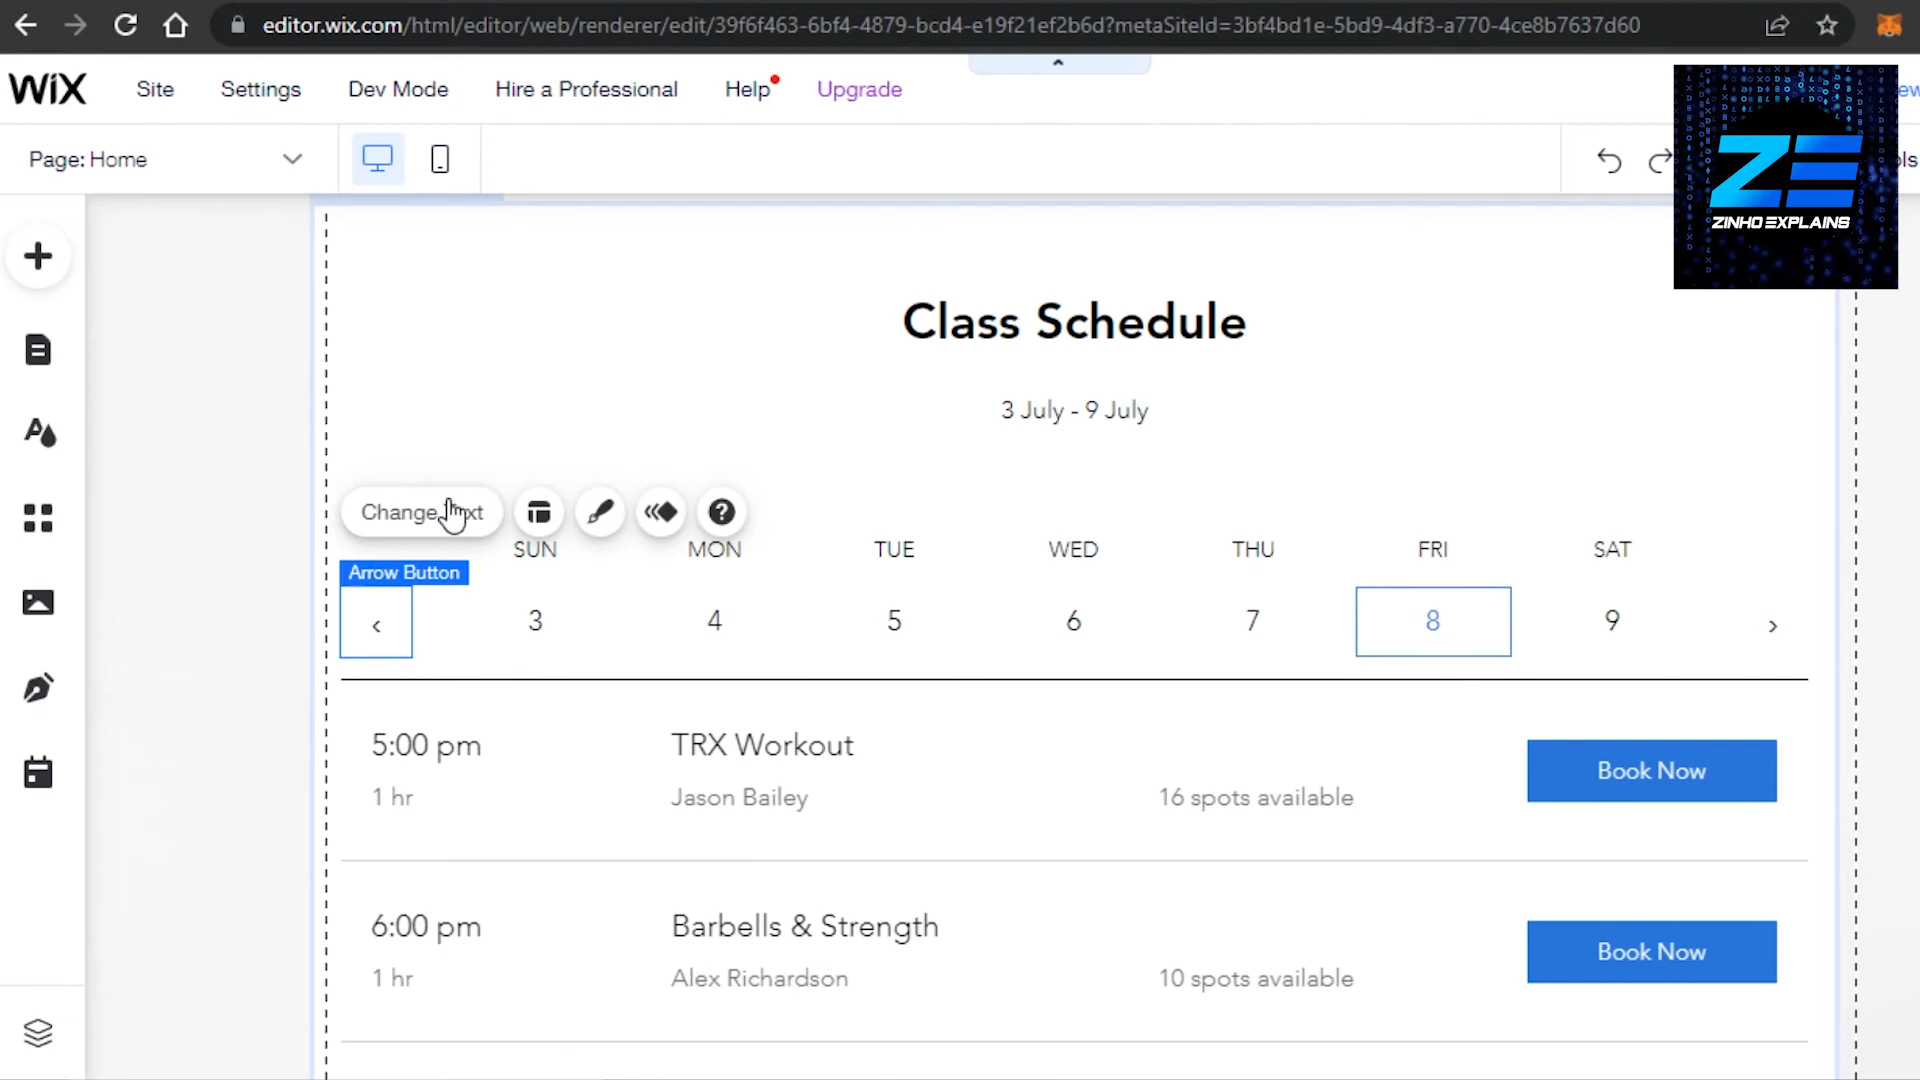 editor.wix.com/html/editor/web/renderer/edit/39f6f463-6bf4-4879-bcd4-e19f21ef2b6d?metaSiteId=3bf4bd1e-5bd9-4df3-a770-4ce8b7637d60
WiX Site Settings Dev Mode Hire a Professional Help Upgrade
Page: Home
ZE
ZINHO EXPLAINS
Class Schedule
3 July - 9 July
Change
SUN MON TUE WED THU FRI SAT
Arrow Button
‹ 3 4 5 6 7 8 9 ›
5:00 pm TRX Workout
Book Now
1 hr Jason Bailey 16 spots available
6:00 pm Barbells & Strength
Book Now
1 hr Alex Richardson 10 spots available